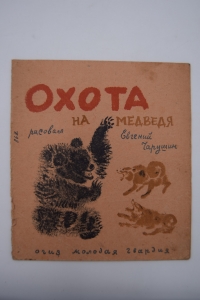 ОХОТА
НА МЕДВЕДЯ
рисовал Евгений Чарушин
огиз молодая гвардия